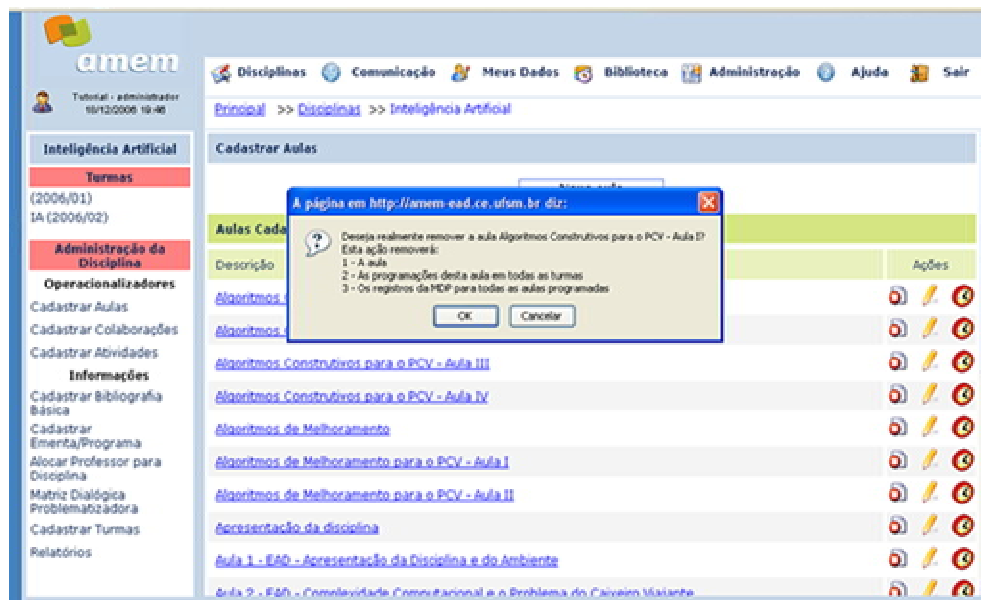 amem
Tutorial - administrador
10/12/2006 19:46
Disciplinas Comunicação Meus Dados Biblioteca Administração Ajuda Sair
Principal >> Disciplinas >> Inteligência Artificial
Inteligência Artificial
Turmas
(2006/01)
IA (2006/02)
Administração da
Disciplina
Operacionalizadores
Cadastrar Aulas
Cadastrar Colaborações
Cadastrar Atividades
Informações
Cadastrar Bibliografia
Básica
Cadastrar
Ementa/Programa
Alocar Professor para
Disciplina
Matriz Dialógica
Problematizadora
Cadastrar Turmas
Relatórios
Cadastrar Aulas
A página em http://amem-ead.ce.ufsm.br diz:
Deseja realmente remover a aula Algoritmos Construtivos para o PCV - Aula I?
Esta ação removerá:
1 - A aula
2 - As programações desta aula em todas as turmas
3 - Os registros da MDP para todas as aulas programadas
OK Cancelar
Aulas Cada
Descrição Ações
Algoritmos
Algoritmos
Algoritmos Construtivos para o PCV - Aula III
Algoritmos Construtivos para o PCV - Aula IV
Algoritmos de Melhoramento
Algoritmos de Melhoramento para o PCV - Aula I
Algoritmos de Melhoramento para o PCV - Aula II
Apresentação da disciplina
Aula 1 - EAD - Apresentação da Disciplina e do Ambiente
Aula 2 - EAD - Complexidade Computacional e o Problema do Caixeiro Viajante